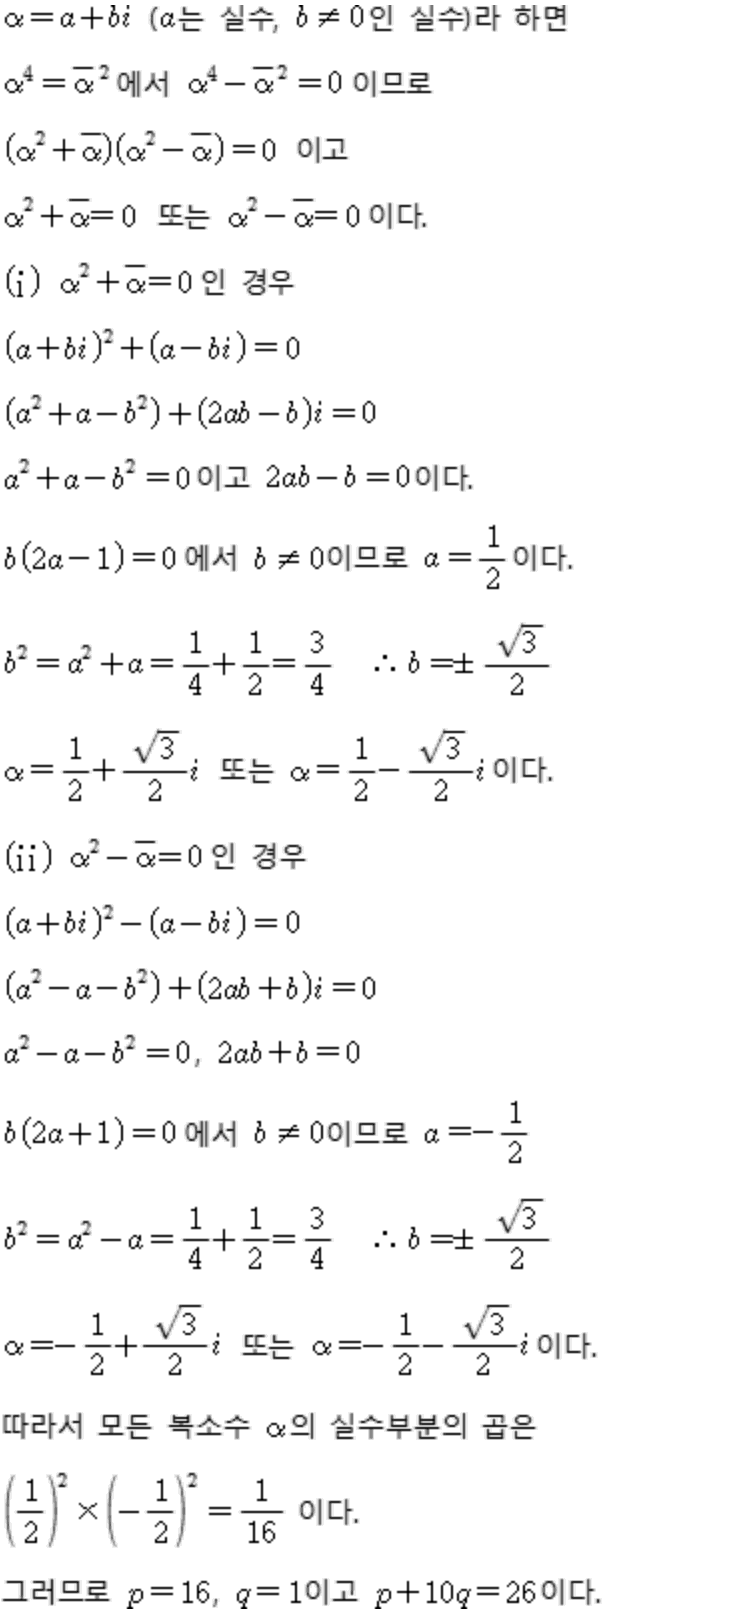 α=a+bi (a는 실수, b≠0인 실수)라 하면
α⁴=α̅² 에서 α⁴−α̅²=0 이므로
(α²+α̅)(α²−α̅)=0 이고
α²+α̅=0 또는 α²−α̅=0 이다.
(i) α²+α̅=0 인 경우
(a+bi)²+(a−bi)=0
(a²+a−b²)+(2ab−b)i=0
a²+a−b²=0 이고 2ab−b=0 이다.
b(2a−1)=0 에서 b≠0이므로 a=1/2 이다.
b²=a²+a=1/4+1/2=3/4 ∴ b=±√3/2
α=1/2+√3/2 i 또는 α=1/2−√3/2 i 이다.
(ii) α²−α̅=0 인 경우
(a+bi)²−(a−bi)=0
(a²−a−b²)+(2ab+b)i=0
a²−a−b²=0, 2ab+b=0
b(2a+1)=0 에서 b≠0이므로 a=−1/2
b²=a²−a=1/4+1/2=3/4 ∴ b=±√3/2
α=−1/2+√3/2 i 또는 α=−1/2−√3/2 i 이다.
따라서 모든 복소수 α의 실수부분의 곱은
(1/2)²×(−1/2)²=1/16 이다.
그러므로 p=16, q=1이고 p+10q=26이다.